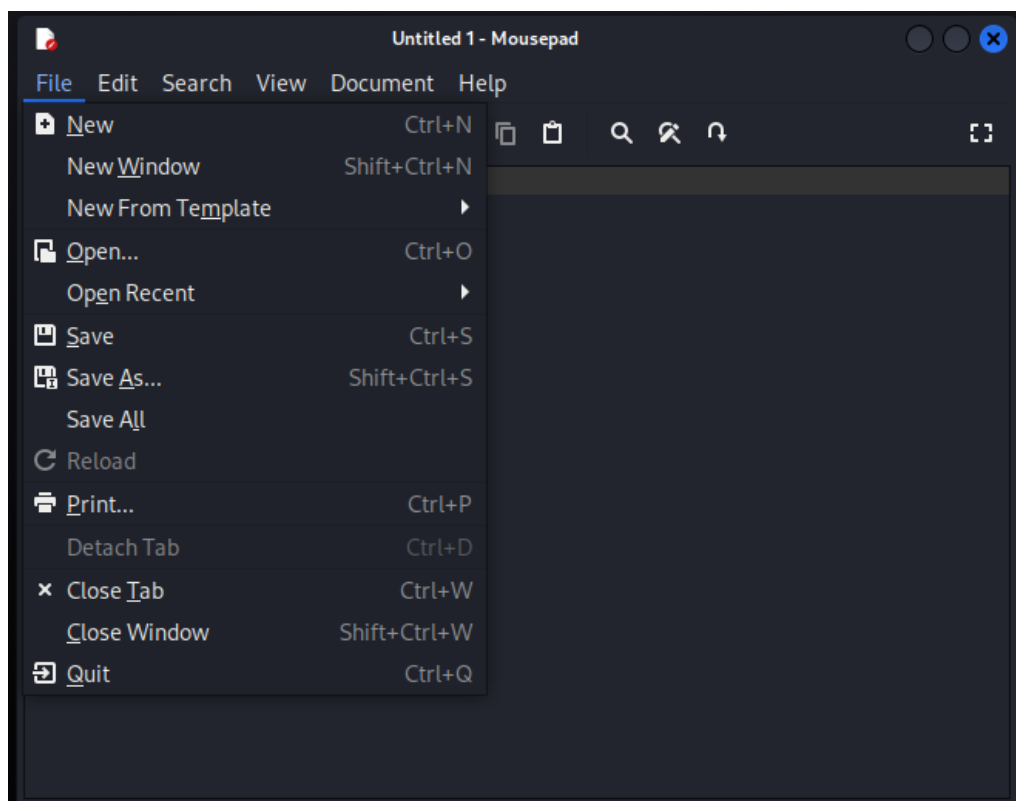 Untitled 1 - Mousepad
File Edit Search View Document Help
New Ctrl+N
New Window Shift+Ctrl+N
New From Template
Open... Ctrl+O
Open Recent
Save Ctrl+S
Save As... Shift+Ctrl+S
Save All
Reload
Print... Ctrl+P
Detach Tab Ctrl+D
Close Tab Ctrl+W
Close Window Shift+Ctrl+W
Quit Ctrl+Q